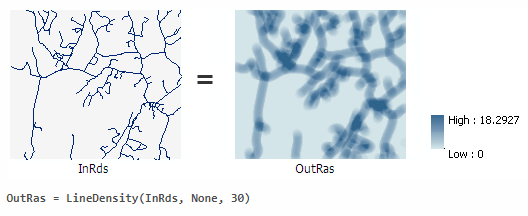 =
High : 18.2927
Low : 0
InRds
OutRas
OutRas = LineDensity(InRds, None, 30)